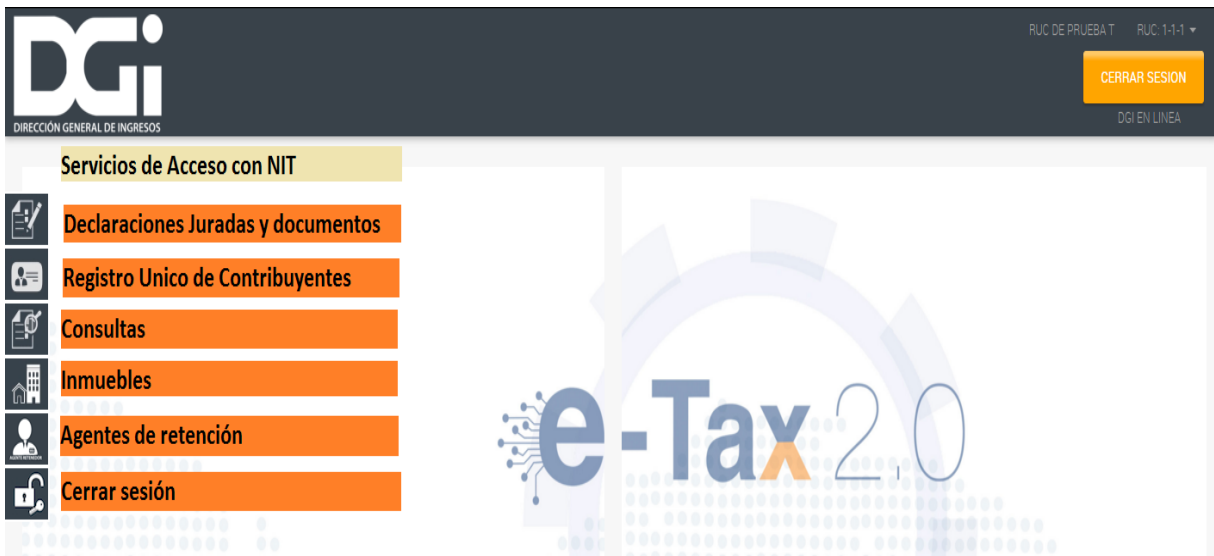 DGi
DIRECCIÓN GENERAL DE INGRESOS
RUC DE PRUEBA T RUC: 1-1-1
CERRAR SESION
DGI EN LINEA
Servicios de Acceso con NIT
Declaraciones Juradas y documentos
Registro Unico de Contribuyentes
Consultas
Inmuebles
Agentes de retención
Cerrar sesión
e-Tax 2.0